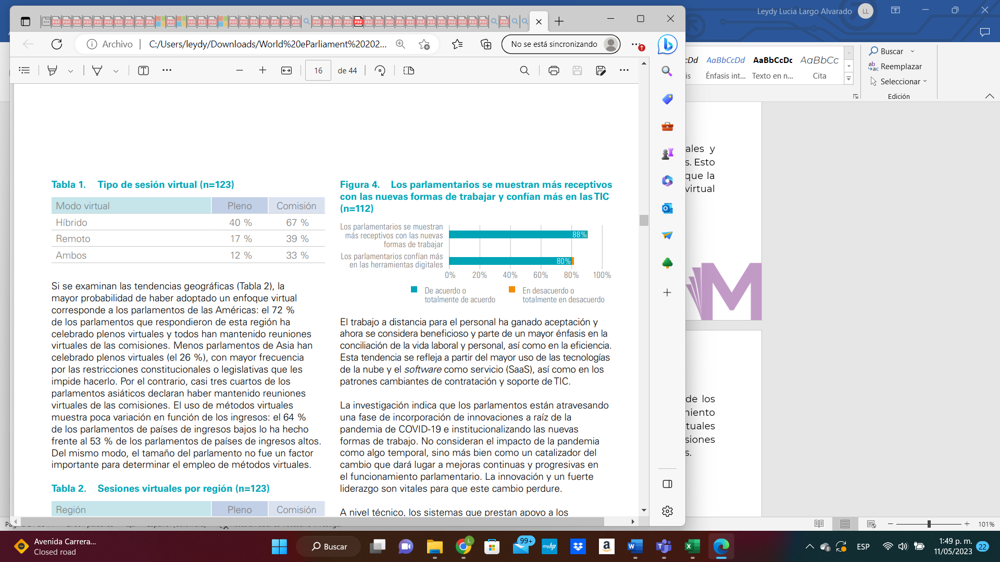 Leydy Lucia Largo Alvarado
LL
Archivo
C:/Users/leydy/Downloads/World%20eParliament%20202...
No se está sincronizando
16
de 44
Tabla 1. Tipo de sesión virtual (n=123)
Modo virtual Pleno Comisión
Híbrido 40 % 67 %
Remoto 17 % 39 %
Ambos 12 % 33 %
Si se examinan las tendencias geográficas (Tabla 2), la
mayor probabilidad de haber adoptado un enfoque virtual
corresponde a los parlamentos de las Américas: el 72 %
de los parlamentos que respondieron de esta región ha
celebrado plenos virtuales y todos han mantenido reuniones
virtuales de las comisiones. Menos parlamentos de Asia han
celebrado plenos virtuales (el 26 %), con mayor frecuencia
por las restricciones constitucionales o legislativas que les
impide hacerlo. Por el contrario, casi tres cuartos de los
parlamentos asiáticos declaran haber mantenido reuniones
virtuales de las comisiones. El uso de métodos virtuales
muestra poca variación en función de los ingresos: el 64 %
de los parlamentos de países de ingresos bajos lo ha hecho
frente al 53 % de los parlamentos de países de ingresos altos.
Del mismo modo, el tamaño del parlamento no fue un factor
importante para determinar el empleo de métodos virtuales.
Tabla 2. Sesiones virtuales por región (n=123)
Región Pleno Comisión
Figura 4. Los parlamentarios se muestran más receptivos
con las nuevas formas de trabajar y confían más en las TIC
(n=112)
Los parlamentarios se muestran
más receptivos con las nuevas
formas de trabajar
88%
Los parlamentarios confían más
en las herramientas digitales
80%
0% 20% 40% 60% 80% 100%
De acuerdo o
totalmente de acuerdo
En desacuerdo o
totalmente en desacuerdo
El trabajo a distancia para el personal ha ganado aceptación y
ahora se considera beneficioso y parte de un mayor énfasis en la
conciliación de la vida laboral y personal, así como en la eficiencia.
Esta tendencia se refleja a partir del mayor uso de las tecnologías
de la nube y el software como servicio (SaaS), así como en los
patrones cambiantes de contratación y soporte de TIC.
La investigación indica que los parlamentos están atravesando
una fase de incorporación de innovaciones a raíz de la
pandemia de COVID-19 e institucionalizando las nuevas
formas de trabajo. No consideran el impacto de la pandemia
como algo temporal, sino más bien como un catalizador del
cambio que dará lugar a mejoras continuas y progresivas en
el funcionamiento parlamentario. La innovación y un fuerte
liderazgo son vitales para que este cambio perdure.
A nivel técnico, los sistemas que prestan apoyo a los
cDd AaBbCcDd AaBbCcDc AaBbCc
is Énfasis int... Texto en n... Cita
Buscar
Reemplazar
Seleccionar
Edición
ales y
s. Esto
que la
virtual
M
de los
niento
tuales
siones
s.
101%
Avenida Carrera...
Closed road
Buscar
99+
ESP
1:49 p. m.
11/05/2023
22